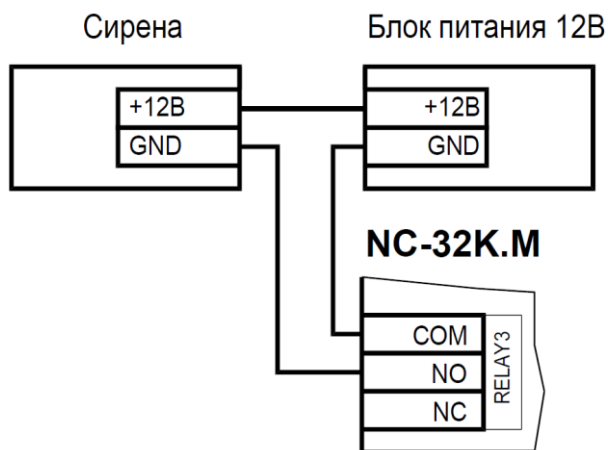 Сирена
Блок питания 12В
+12В
GND
+12В
GND
NC-32K.M
COM
NO
NC
RELAY3